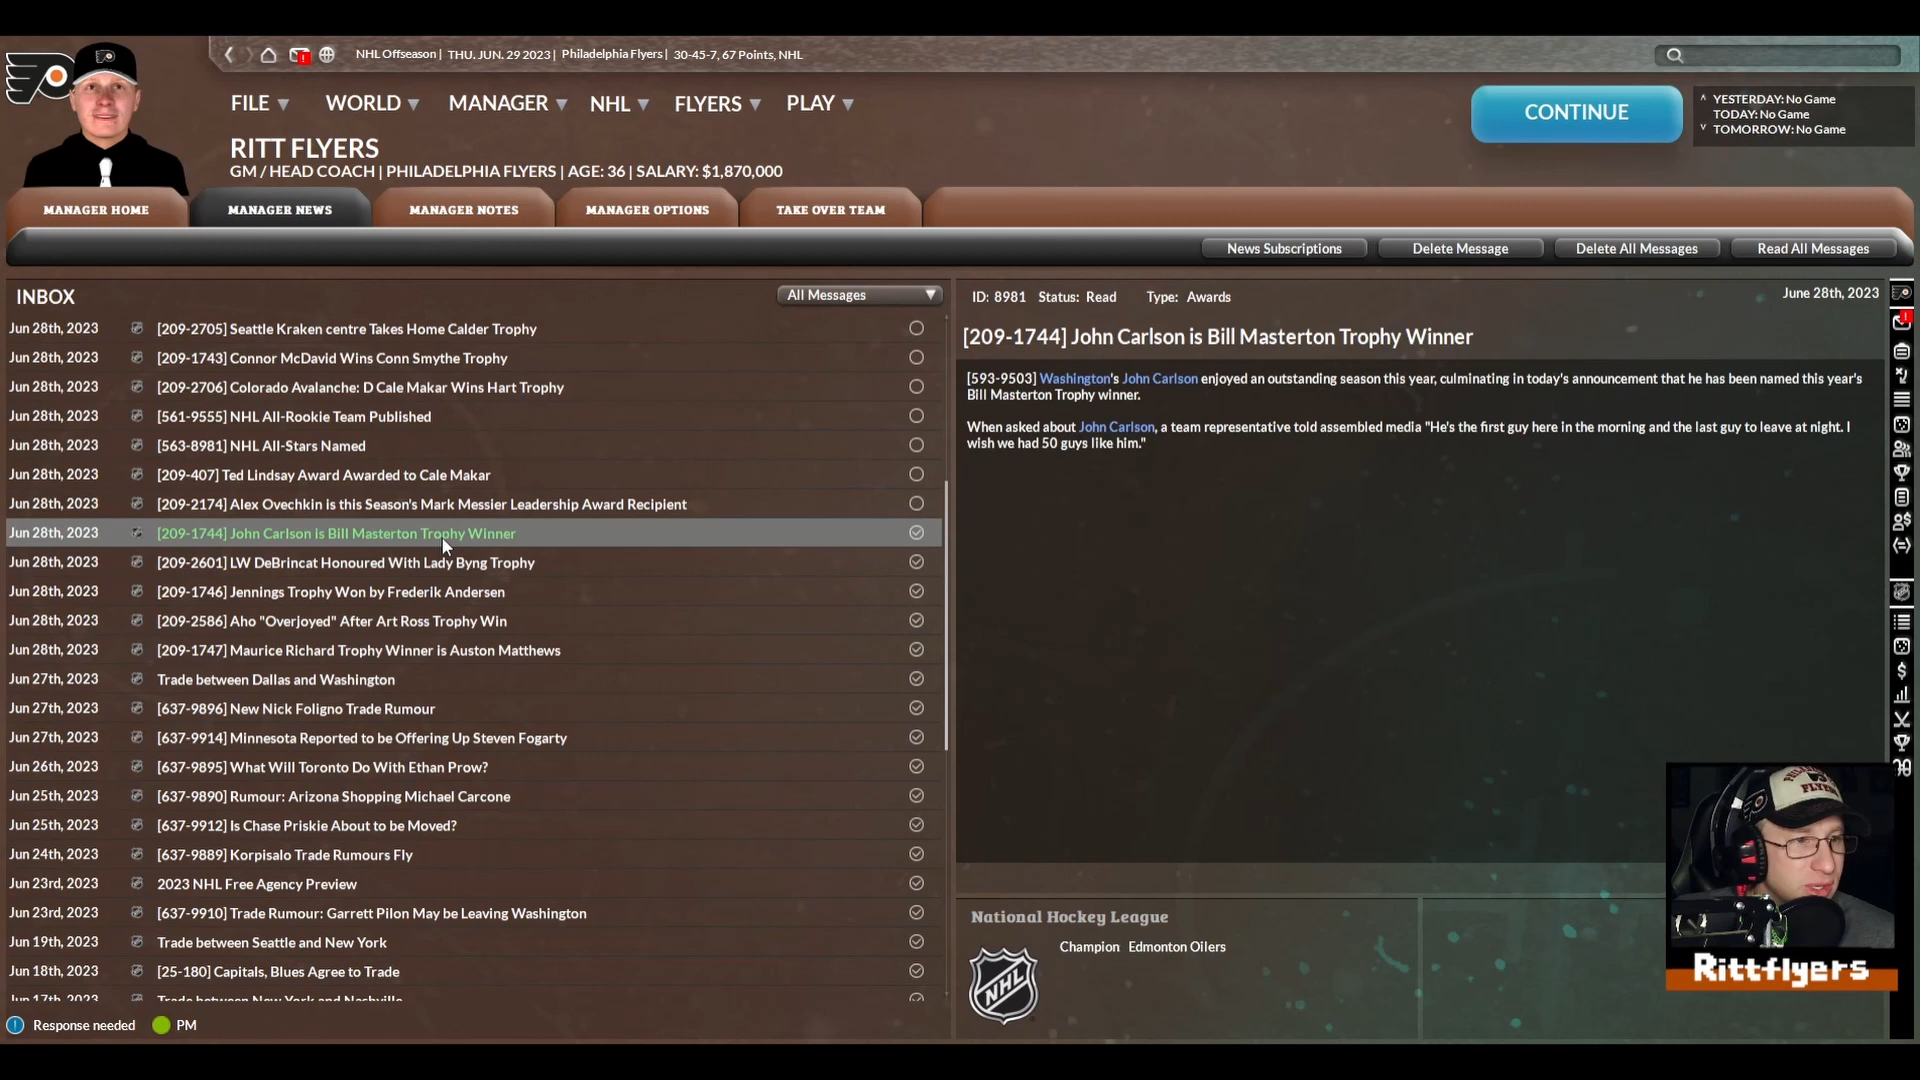 NHL Offseason | THU. JUN. 29 2023 | Philadelphia Flyers | 30-45-7, 67 Points, NHL
FILE WORLD MANAGER NHL FLYERS PLAY
CONTINUE
YESTERDAY: No Game
TODAY: No Game
TOMORROW: No Game
RITT FLYERS
GM / HEAD COACH | PHILADELPHIA FLYERS | AGE: 36 | SALARY: $1,870,000
MANAGER HOME MANAGER NEWS MANAGER NOTES MANAGER OPTIONS TAKE OVER TEAM
News Subscriptions Delete Message Delete All Messages Read All Messages
INBOX All Messages
Jun 28th, 2023 [209-2705] Seattle Kraken centre Takes Home Calder Trophy
Jun 28th, 2023 [209-1743] Connor McDavid Wins Conn Smythe Trophy
Jun 28th, 2023 [209-2706] Colorado Avalanche: D Cale Makar Wins Hart Trophy
Jun 28th, 2023 [561-9555] NHL All-Rookie Team Published
Jun 28th, 2023 [563-8981] NHL All-Stars Named
Jun 28th, 2023 [209-407] Ted Lindsay Award Awarded to Cale Makar
Jun 28th, 2023 [209-2174] Alex Ovechkin is this Season's Mark Messier Leadership Award Recipient
Jun 28th, 2023 [209-1744] John Carlson is Bill Masterton Trophy Winner
Jun 28th, 2023 [209-2601] LW DeBrincat Honoured With Lady Byng Trophy
Jun 28th, 2023 [209-1746] Jennings Trophy Won by Frederik Andersen
Jun 28th, 2023 [209-2586] Aho "Overjoyed" After Art Ross Trophy Win
Jun 28th, 2023 [209-1747] Maurice Richard Trophy Winner is Auston Matthews
Jun 27th, 2023 Trade between Dallas and Washington
Jun 27th, 2023 [637-9896] New Nick Foligno Trade Rumour
Jun 27th, 2023 [637-9914] Minnesota Reported to be Offering Up Steven Fogarty
Jun 26th, 2023 [637-9895] What Will Toronto Do With Ethan Prow?
Jun 25th, 2023 [637-9890] Rumour: Arizona Shopping Michael Carcone
Jun 25th, 2023 [637-9912] Is Chase Priskie About to be Moved?
Jun 24th, 2023 [637-9889] Korpisalo Trade Rumours Fly
Jun 23rd, 2023 2023 NHL Free Agency Preview
Jun 23rd, 2023 [637-9910] Trade Rumour: Garrett Pilon May be Leaving Washington
Jun 19th, 2023 Trade between Seattle and New York
Jun 18th, 2023 [25-180] Capitals, Blues Agree to Trade
Jun 17th, 2023 Trade between New York and Nashville
Response needed PM
ID: 8981 Status: Read Type: Awards June 28th, 2023
[209-1744] John Carlson is Bill Masterton Trophy Winner
[593-9503] Washington's John Carlson enjoyed an outstanding season this year, culminating in today's announcement that he has been named this year's
Bill Masterton Trophy winner.
When asked about John Carlson, a team representative told assembled media "He's the first guy here in the morning and the last guy to leave at night. I
wish we had 50 guys like him."
National Hockey League
Champion Edmonton Oilers
NHL
FLYERS
Rittflyers